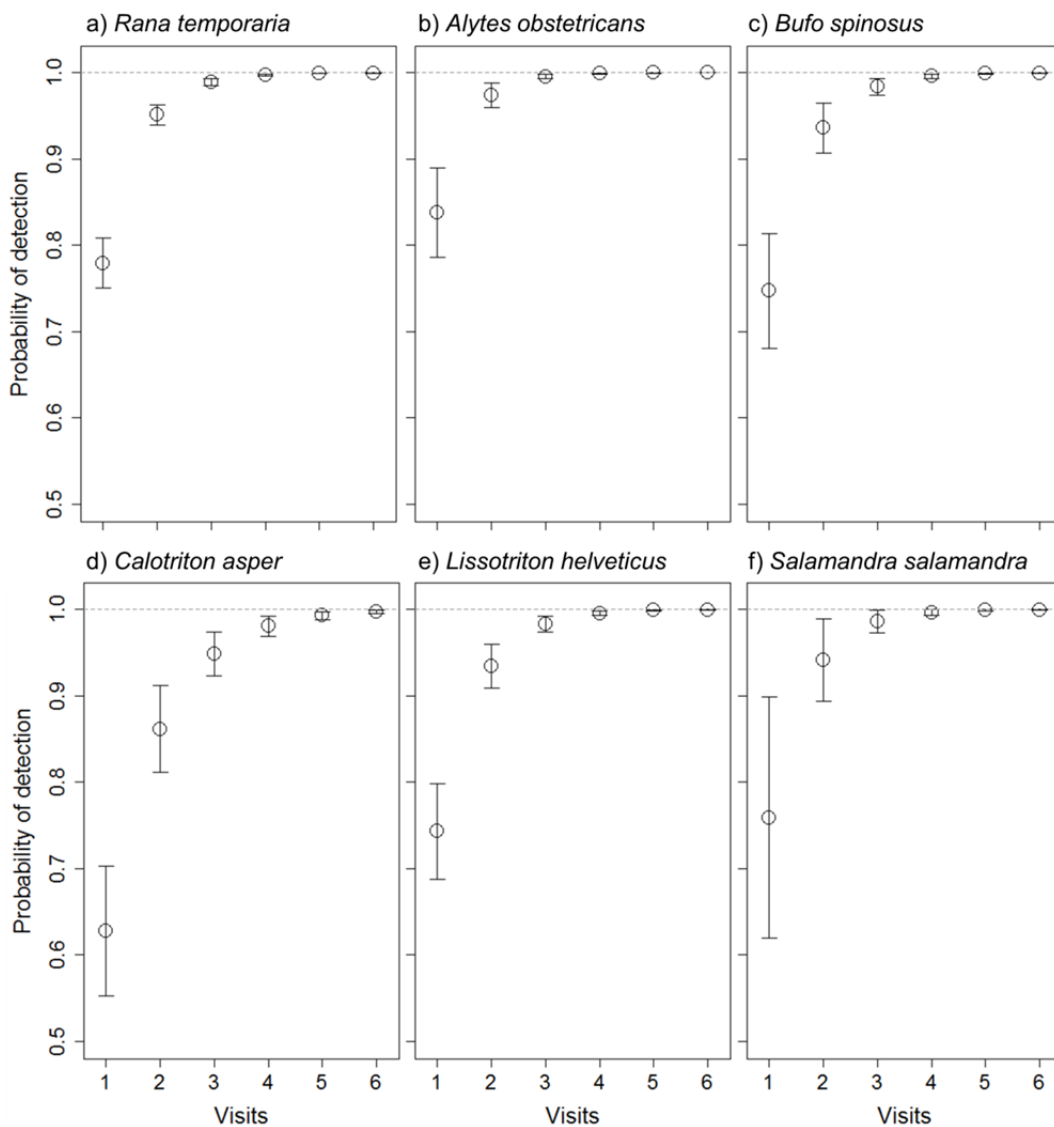 a) Rana temporaria
b) Alytes obstetricans
c) Bufo spinosus
Probability of detection
1.0
0.9
0.8
0.7
0.6
0.5
d) Calotriton asper
e) Lissotriton helveticus
f) Salamandra salamandra
Probability of detection
1.0
0.9
0.8
0.7
0.6
0.5
1 2 3 4 5 6
1 2 3 4 5 6
1 2 3 4 5 6
Visits
Visits
Visits